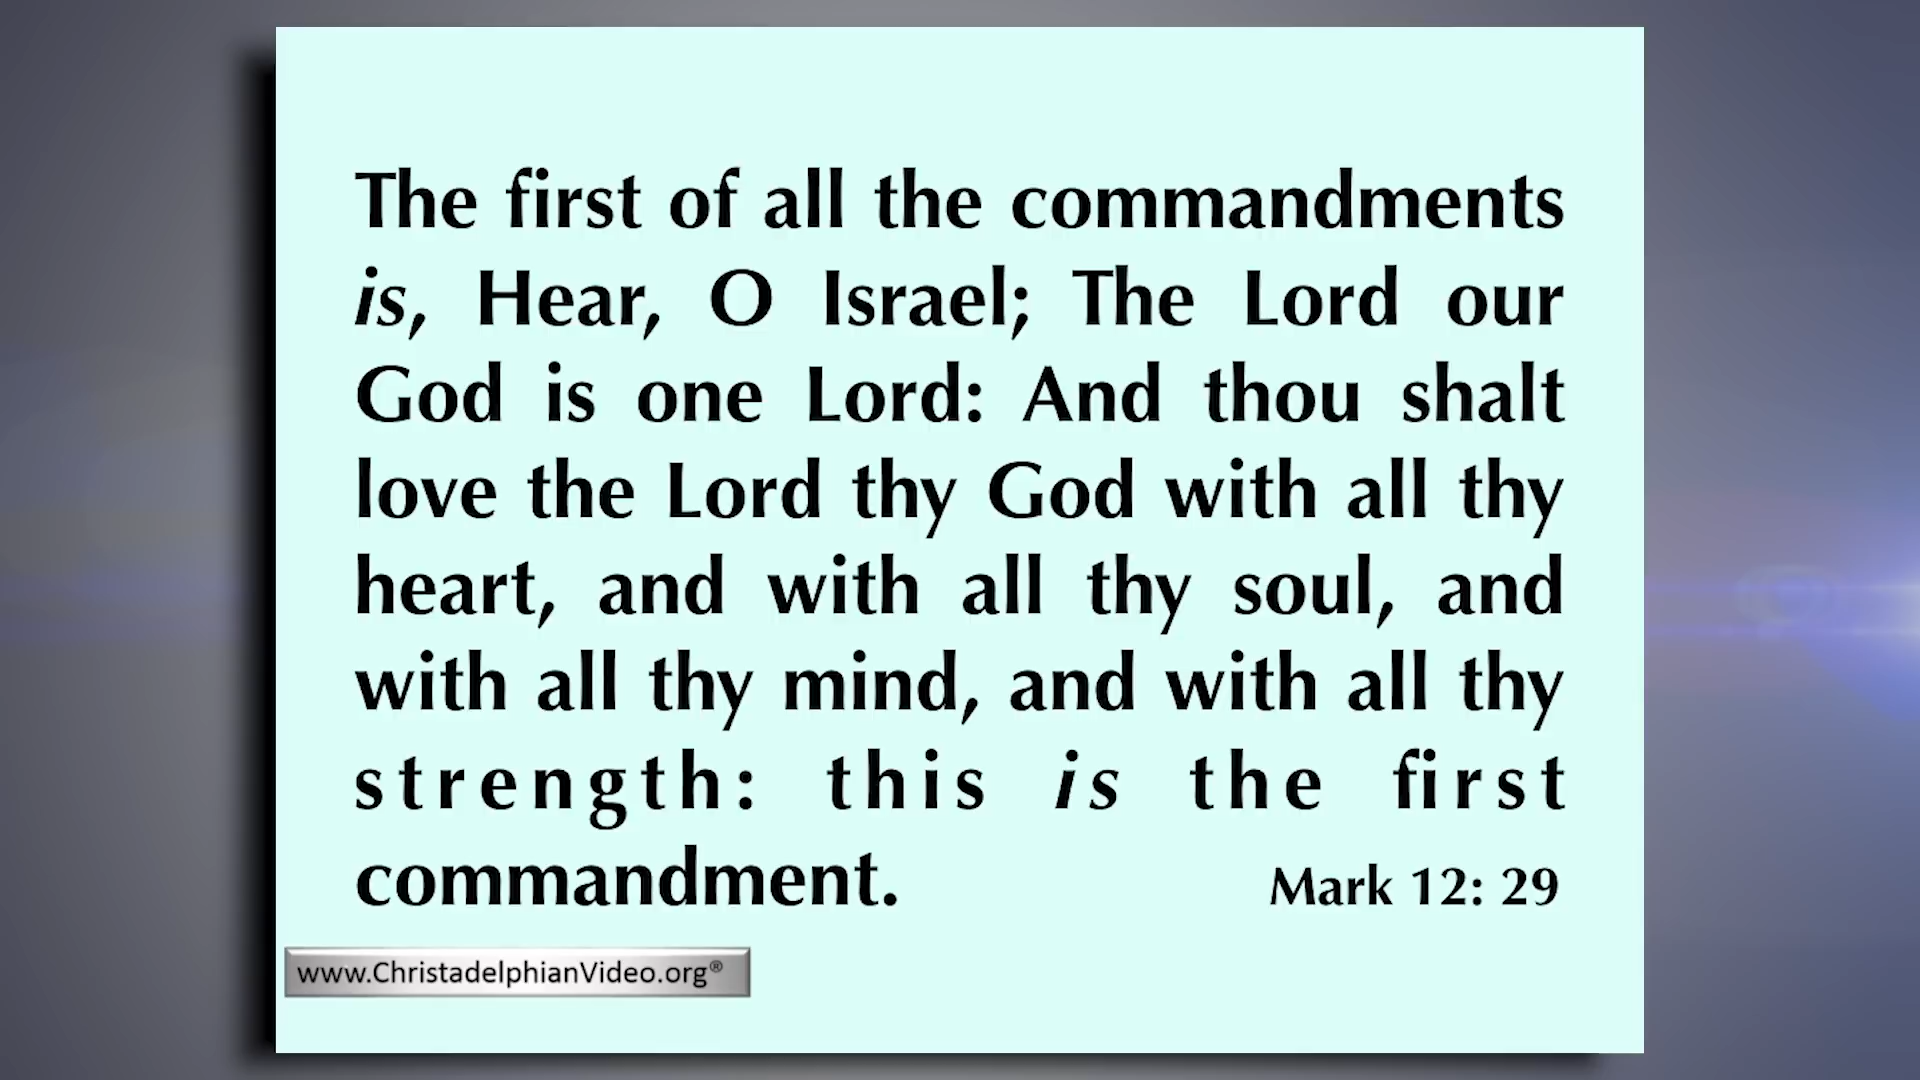 The first of all the commandments
is, Hear, O Israel; The Lord our
God is one Lord: And thou shalt
love the Lord thy God with all thy
heart, and with all thy soul, and
with all thy mind, and with all thy
strength: this is the first
commandment.
Mark 12: 29
www.ChristadelphianVideo.org®